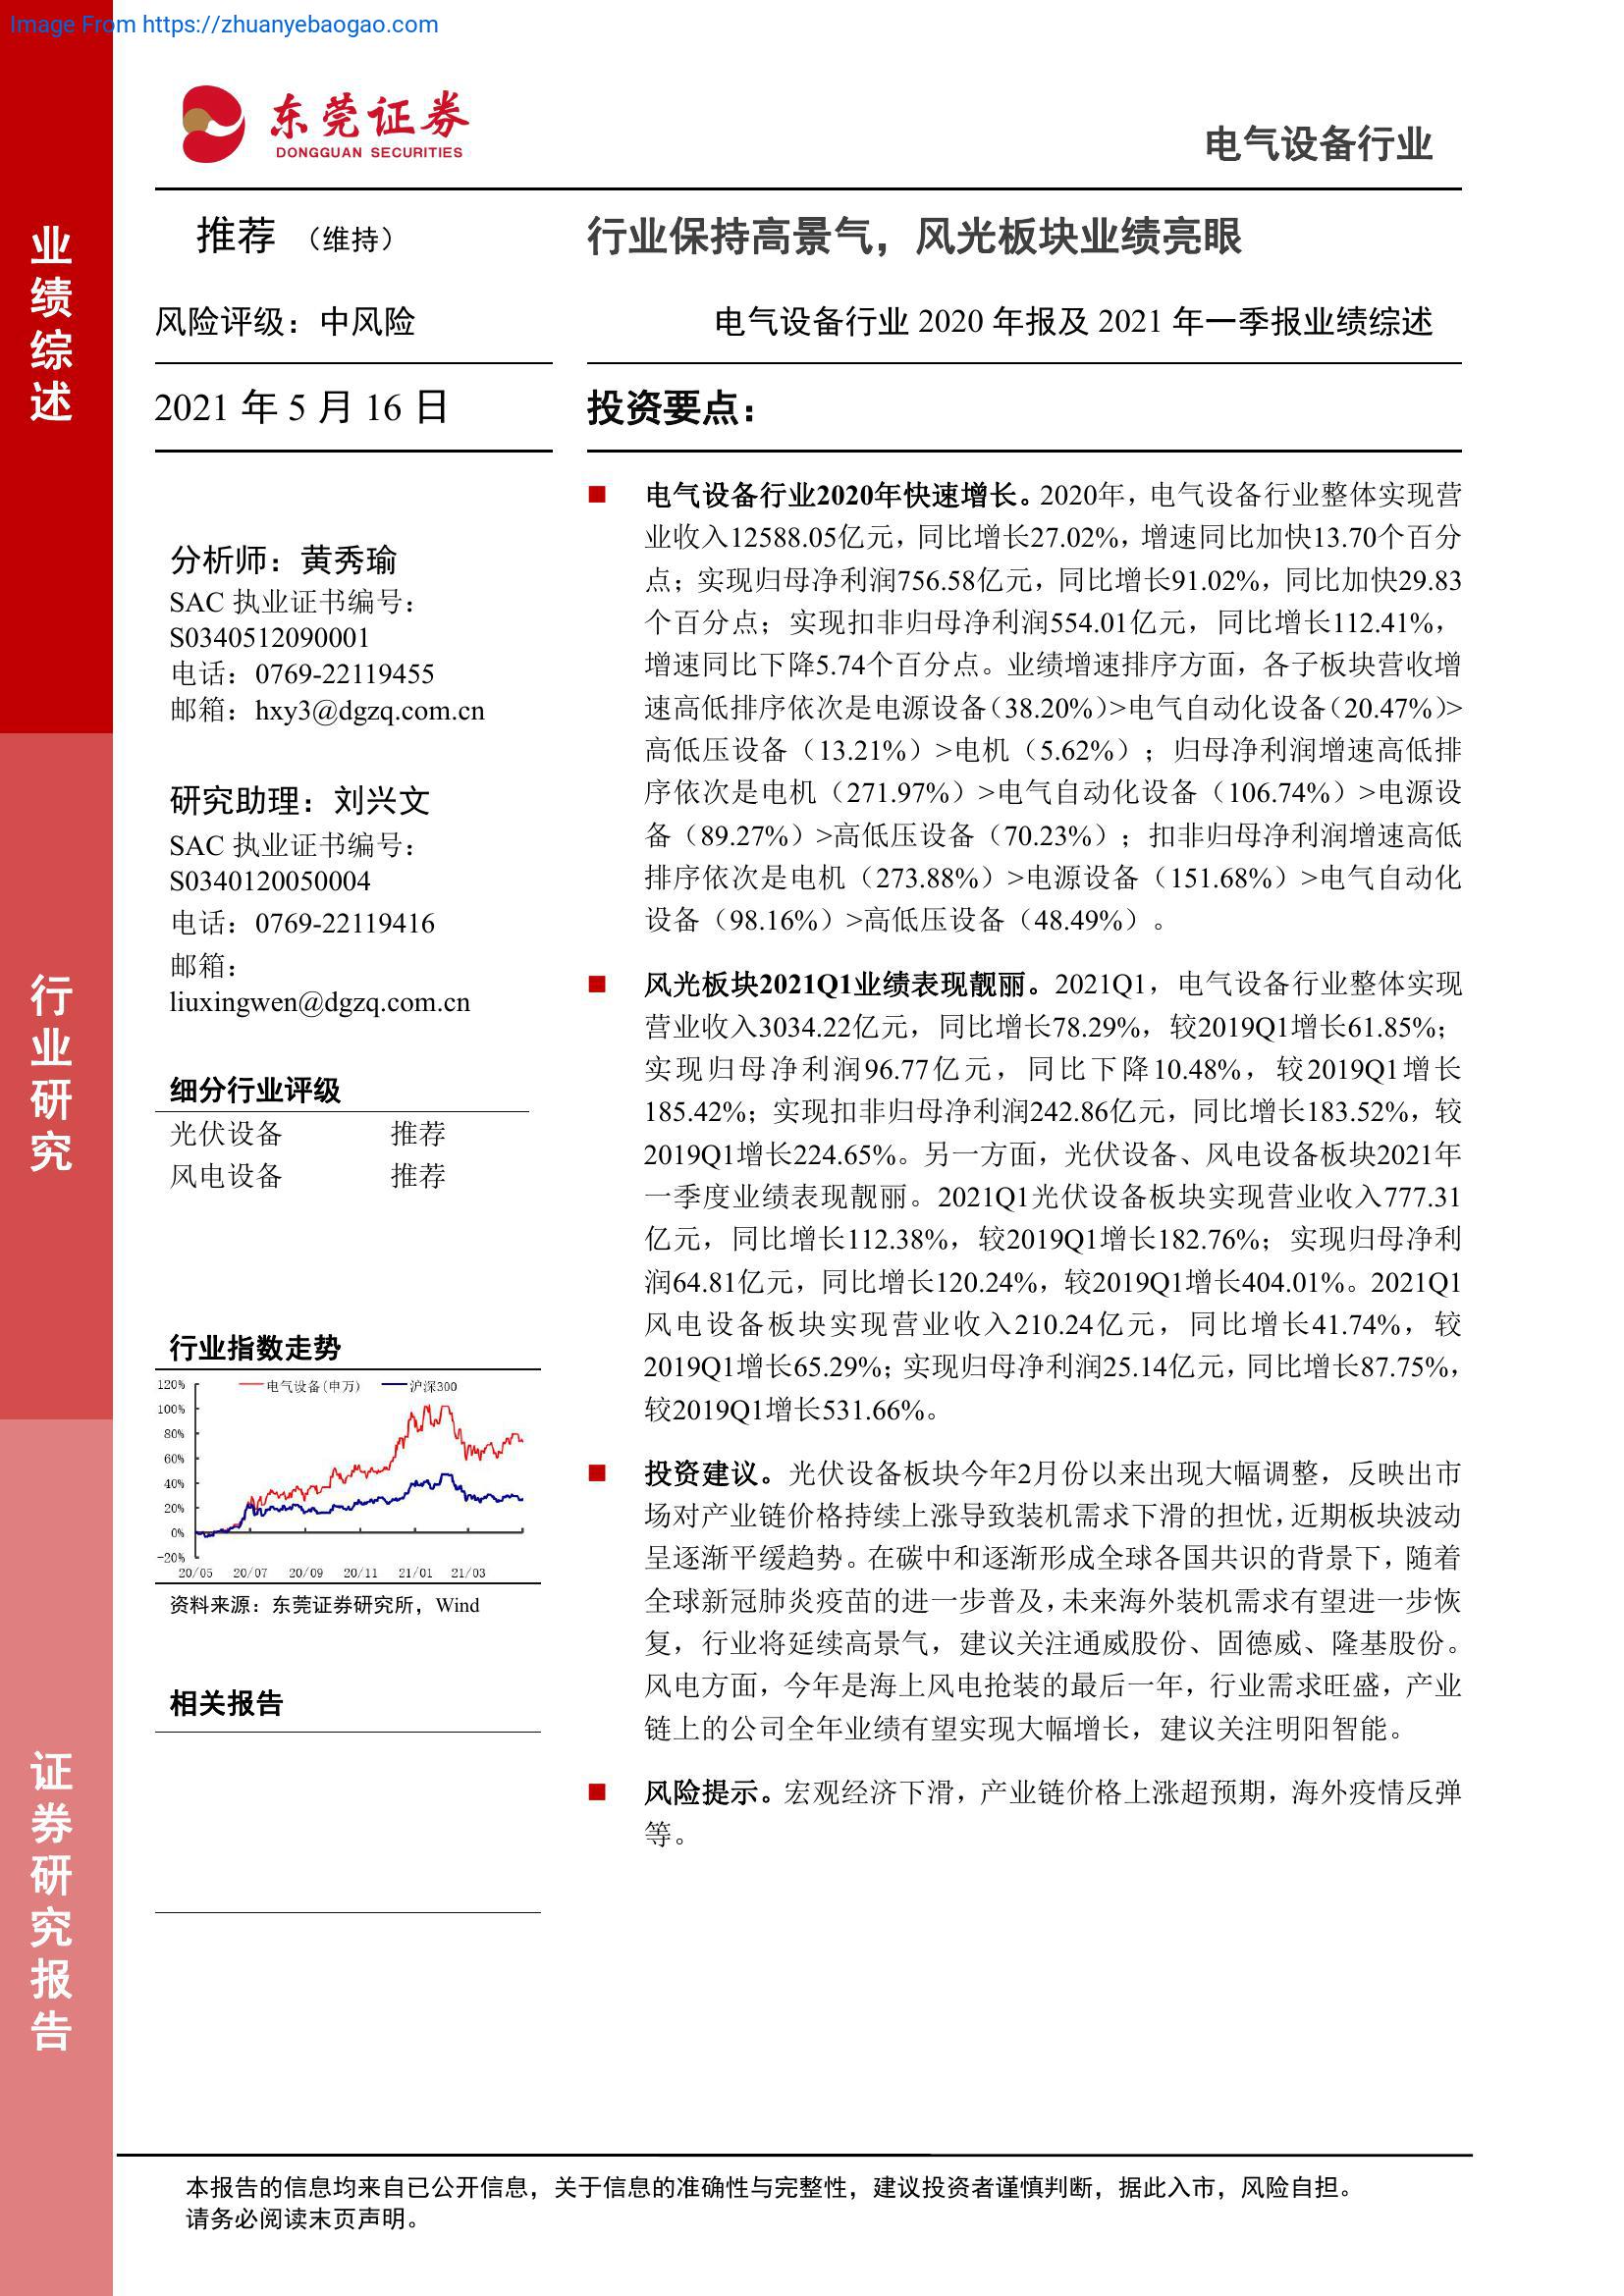 Image From https://zhuanyebaogao.com
东莞证券
DONGGUAN SECURITIES
电气设备行业
业绩综述
行业研究
证券研究报告
推荐 （维持）
风险评级：中风险
2021 年 5 月 16 日
分析师：黄秀瑜
SAC 执业证书编号：
S0340512090001
电话：0769-22119455
邮箱：hxy3@dgzq.com.cn
研究助理：刘兴文
SAC 执业证书编号：
S0340120050004
电话：0769-22119416
邮箱：
liuxingwen@dgzq.com.cn
细分行业评级
光伏设备 推荐
风电设备 推荐
行业指数走势
电气设备(申万) 沪深300
120%
100%
80%
60%
40%
20%
0%
-20%
20/05 20/07 20/09 20/11 21/01 21/03
资料来源：东莞证券研究所，Wind
相关报告
行业保持高景气，风光板块业绩亮眼
电气设备行业 2020 年报及 2021 年一季报业绩综述
投资要点：
■ 电气设备行业2020年快速增长。2020年，电气设备行业整体实现营
业收入12588.05亿元，同比增长27.02%，增速同比加快13.70个百分
点；实现归母净利润756.58亿元，同比增长91.02%，同比加快29.83
个百分点；实现扣非归母净利润554.01亿元，同比增长112.41%，
增速同比下降5.74个百分点。业绩增速排序方面，各子板块营收增
速高低排序依次是电源设备（38.20%）>电气自动化设备（20.47%）>
高低压设备（13.21%）>电机（5.62%）；归母净利润增速高低排
序依次是电机（271.97%）>电气自动化设备（106.74%）>电源设
备（89.27%）>高低压设备（70.23%）；扣非归母净利润增速高低
排序依次是电机（273.88%）>电源设备（151.68%）>电气自动化
设备（98.16%）>高低压设备（48.49%）。
■ 风光板块2021Q1业绩表现靓丽。2021Q1，电气设备行业整体实现
营业收入3034.22亿元，同比增长78.29%，较2019Q1增长61.85%；
实现归母净利润96.77亿元，同比下降10.48%，较2019Q1增长
185.42%；实现扣非归母净利润242.86亿元，同比增长183.52%，较
2019Q1增长224.65%。另一方面，光伏设备、风电设备板块2021年
一季度业绩表现靓丽。2021Q1光伏设备板块实现营业收入777.31
亿元，同比增长112.38%，较2019Q1增长182.76%；实现归母净利
润64.81亿元，同比增长120.24%，较2019Q1增长404.01%。2021Q1
风电设备板块实现营业收入210.24亿元，同比增长41.74%，较
2019Q1增长65.29%；实现归母净利润25.14亿元，同比增长87.75%，
较2019Q1增长531.66%。
■ 投资建议。光伏设备板块今年2月份以来出现大幅调整，反映出市
场对产业链价格持续上涨导致装机需求下滑的担忧，近期板块波动
呈逐渐平缓趋势。在碳中和逐渐形成全球各国共识的背景下，随着
全球新冠肺炎疫苗的进一步普及，未来海外装机需求有望进一步恢
复，行业将延续高景气，建议关注通威股份、固德威、隆基股份。
风电方面，今年是海上风电抢装的最后一年，行业需求旺盛，产业
链上的公司全年业绩有望实现大幅增长，建议关注明阳智能。
■ 风险提示。宏观经济下滑，产业链价格上涨超预期，海外疫情反弹
等。
本报告的信息均来自已公开信息，关于信息的准确性与完整性，建议投资者谨慎判断，据此入市，风险自担。
请务必阅读末页声明。